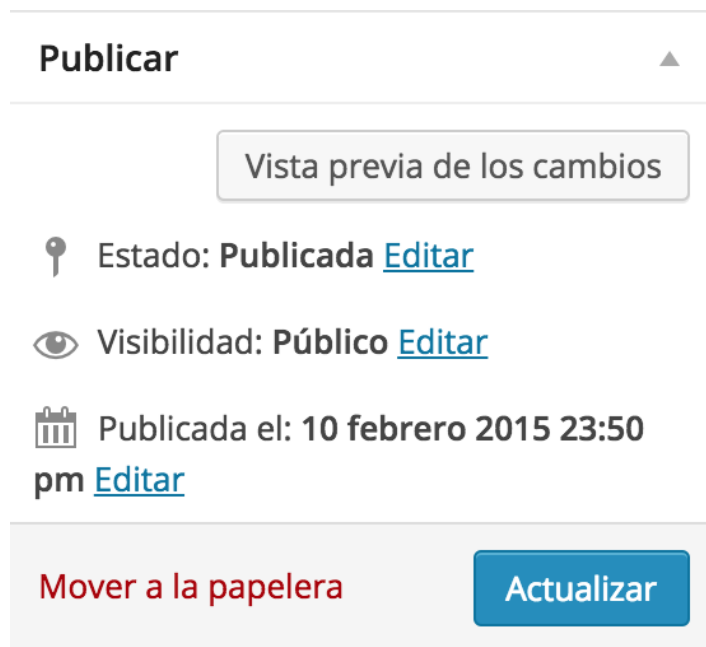 Publicar
Vista previa de los cambios
Estado: Publicada Editar
Visibilidad: Público Editar
Publicada el: 10 febrero 2015 23:50
pm Editar
Mover a la papelera
Actualizar